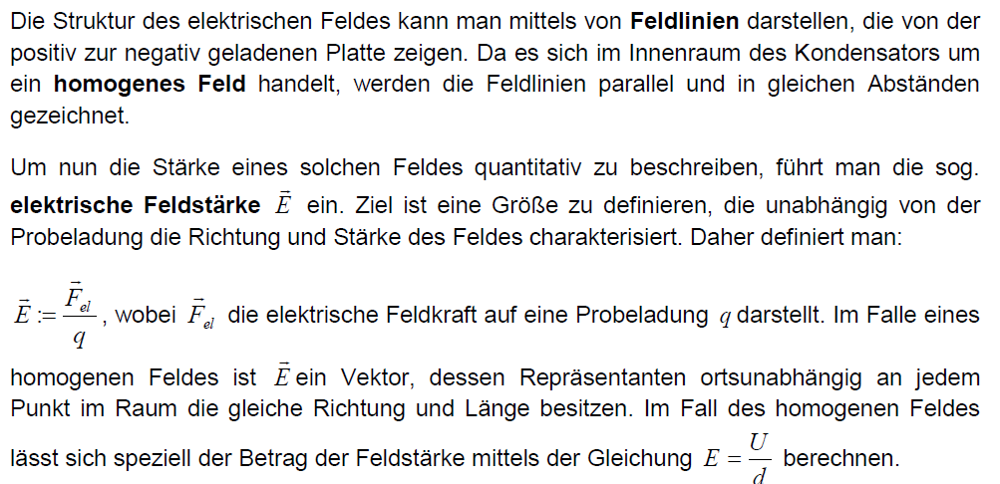 Die Struktur des elektrischen Feldes kann man mittels von Feldlinien darstellen, die von der
positiv zur negativ geladenen Platte zeigen. Da es sich im Innenraum des Kondensators um
ein homogenes Feld handelt, werden die Feldlinien parallel und in gleichen Abständen
gezeichnet.
Um nun die Stärke eines solchen Feldes quantitativ zu beschreiben, führt man die sog.
elektrische Feldstärke $\vec{E}$ ein. Ziel ist eine Größe zu definieren, die unabhängig von der
Probeladung die Richtung und Stärke des Feldes charakterisiert. Daher definiert man:
$\vec{E} := \frac{\vec{F}_{el}}{q}$, wobei $\vec{F}_{el}$ die elektrische Feldkraft auf eine Probeladung $q$ darstellt. Im Falle eines
homogenen Feldes ist $\vec{E}$ ein Vektor, dessen Repräsentanten ortsunabhängig an jedem
Punkt im Raum die gleiche Richtung und Länge besitzen. Im Fall des homogenen Feldes
lässt sich speziell der Betrag der Feldstärke mittels der Gleichung $E = \frac{U}{d}$ berechnen.